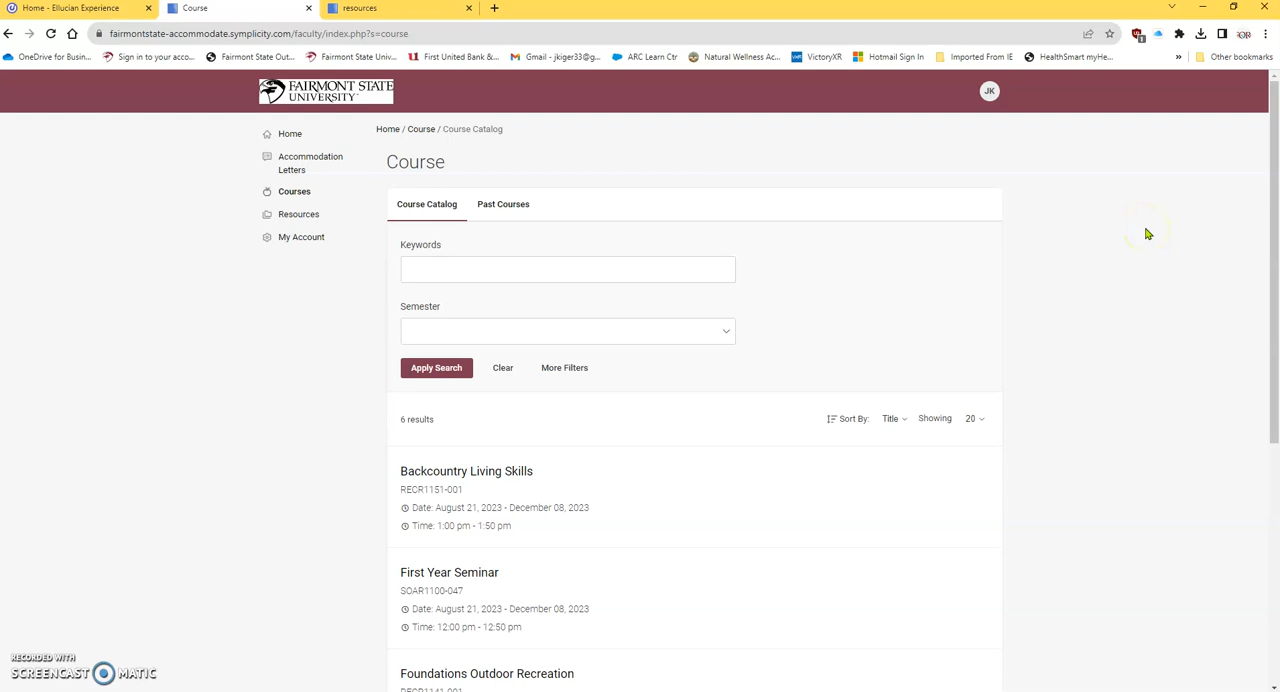 Home - Ellucian Experience
Course
resources
fairmontstate-accommodate.symplicity.com/faculty/index.php?s=course
OneDrive for Busin...
Sign in to your acco...
Fairmont State Out...
Fairmont State Univ...
First United Bank &...
Gmail - jkiger33@g...
ARC Learn Ctr
Natural Wellness Ac...
VictoryXR
Hotmail Sign In
Imported From IE
HealthSmart myHe...
»
Other bookmarks
FAIRMONT STATE
UNIVERSITY
JK
Home
Accommodation
Letters
Courses
Resources
My Account
Home / Course / Course Catalog
Course
Course Catalog
Past Courses
Keywords
Semester
Apply Search
Clear
More Filters
6 results
Sort By: Title
Showing 20
Backcountry Living Skills
RECR1151-001
Date: August 21, 2023 - December 08, 2023
Time: 1:00 pm - 1:50 pm
First Year Seminar
SOAR1100-047
Date: August 21, 2023 - December 08, 2023
Time: 12:00 pm - 12:50 pm
Foundations Outdoor Recreation
RECR1141-001
RECORDED WITH
SCREENCAST MATIC